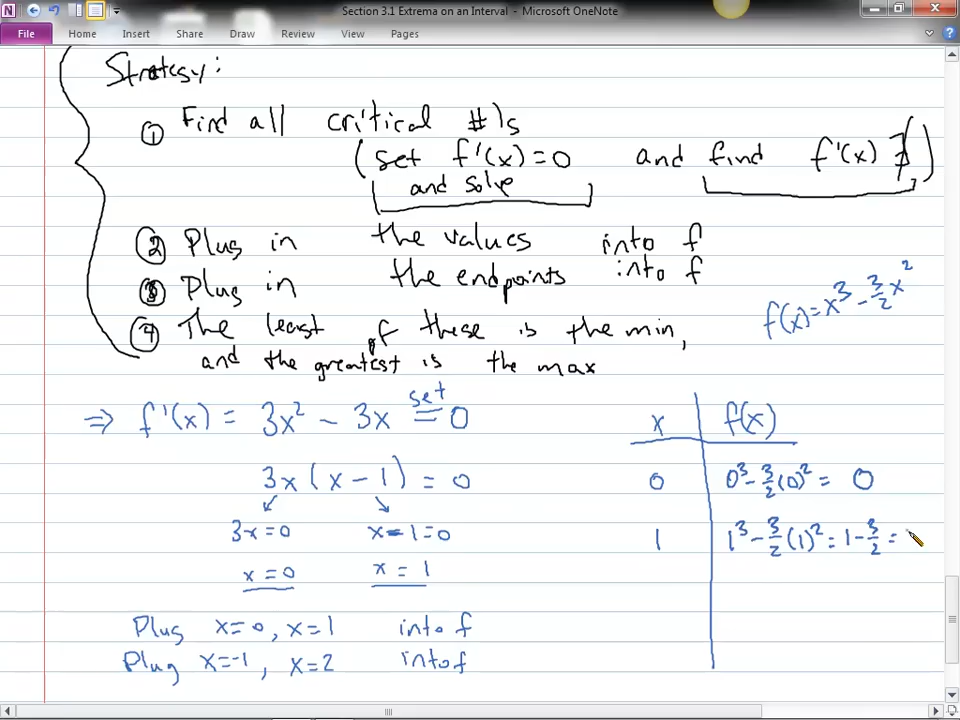 Section 3.1 Extrema on an Interval - Microsoft OneNote
File Home Insert Share Draw Review View Pages
Strategy:
① Find all critical #'s
(set f'(x)=0 and find f'(x) ∄)
and solve
② Plug in the values into f
③ Plug in the endpoints into f
④ The least of these is the min,
and the greatest is the max
f(x)=x³-3/2x²
⇒ f'(x) = 3x² - 3x set= 0
3x(x-1) = 0
3x=0 x-1=0
x=0 x=1
Plug x=0, x=1 into f
Plug x=-1, x=2 into f
x f(x)
0 0³-3/2(0)²= 0
1 1³-3/2(1)²=1-3/2=